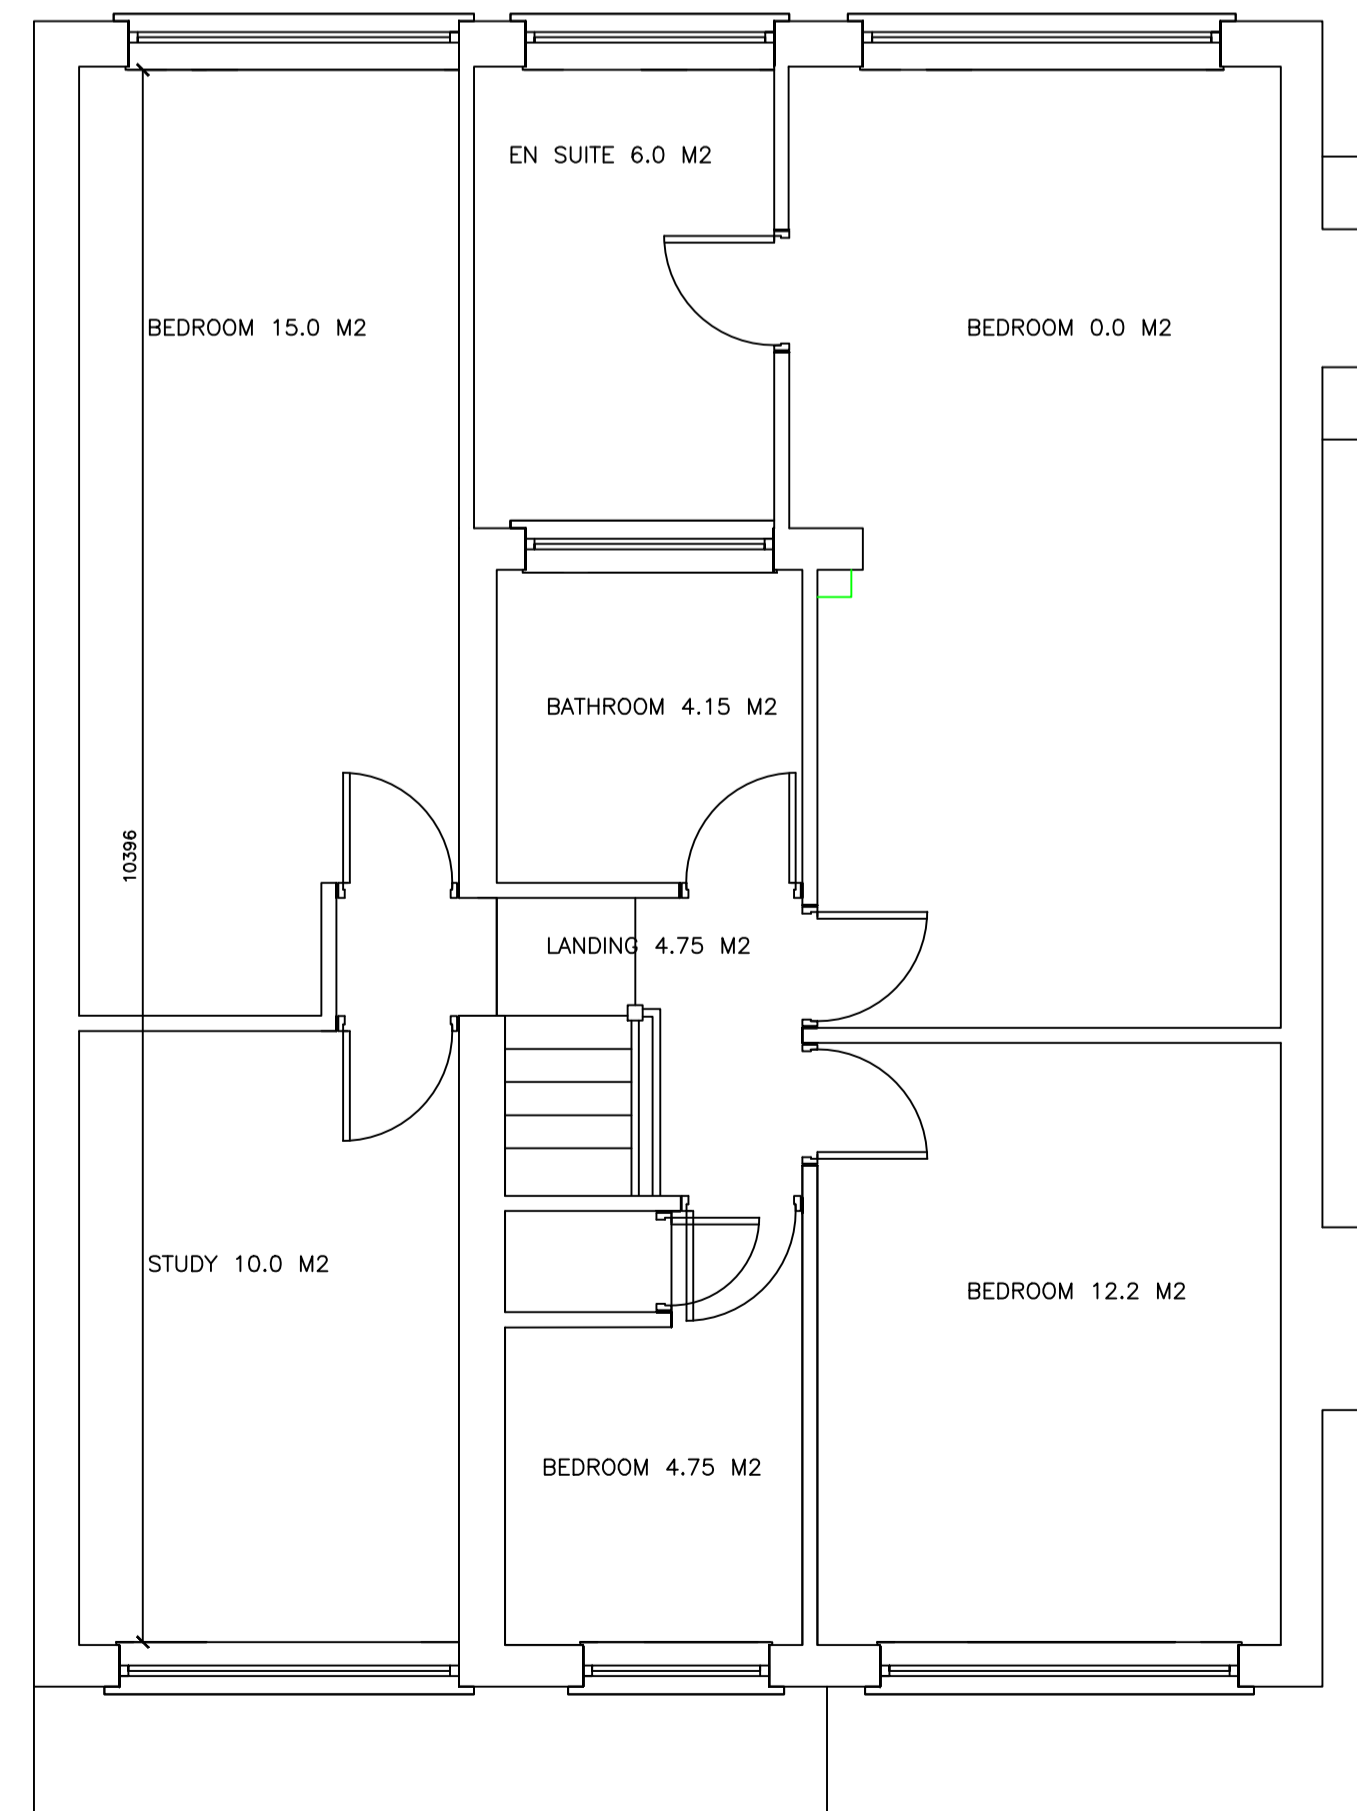 EN SUITE 6.0 M2
BEDROOM 15.0 M2
BEDROOM 0.0 M2
BATHROOM 4.15 M2
10396
LANDING 4.75 M2
STUDY 10.0 M2
BEDROOM 12.2 M2
BEDROOM 4.75 M2